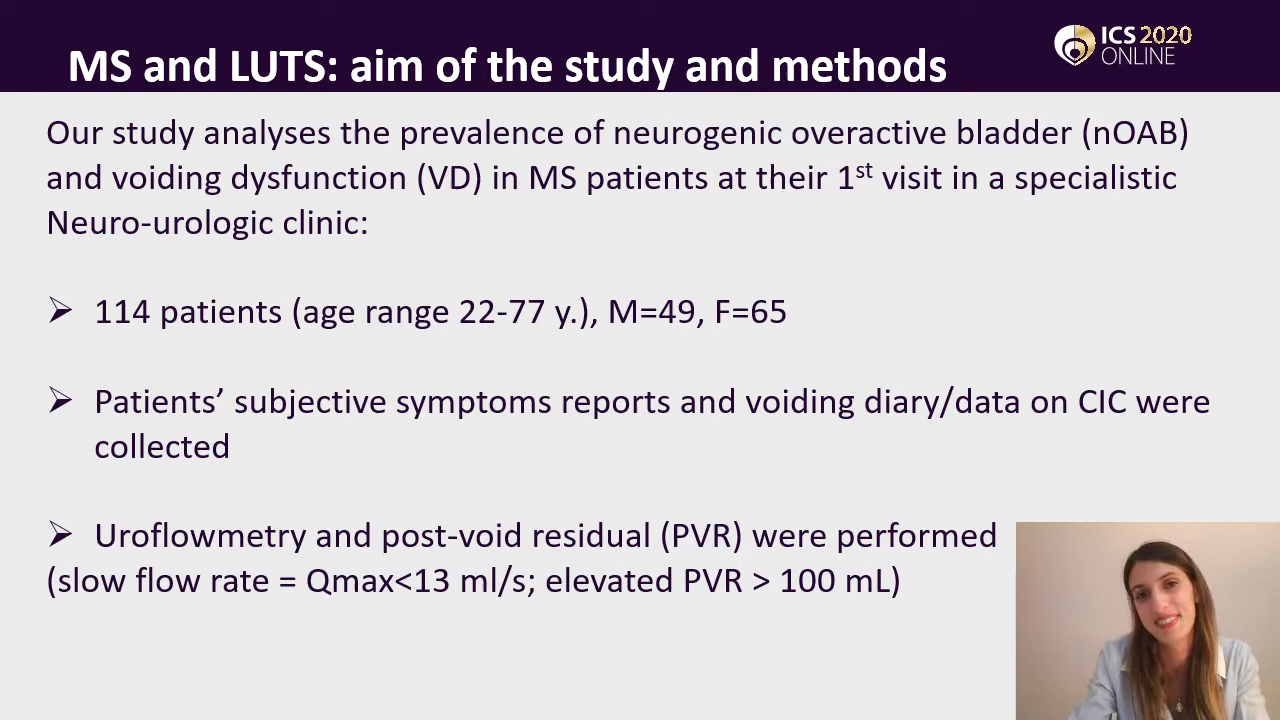 MS and LUTS: aim of the study and methods
ICS 2020
ONLINE
Our study analyses the prevalence of neurogenic overactive bladder (nOAB)
and voiding dysfunction (VD) in MS patients at their 1st visit in a specialistic
Neuro-urologic clinic:
➢ 114 patients (age range 22-77 y.), M=49, F=65
➢ Patients’ subjective symptoms reports and voiding diary/data on CIC were
collected
➢ Uroflowmetry and post-void residual (PVR) were performed
(slow flow rate = Qmax<13 ml/s; elevated PVR > 100 mL)